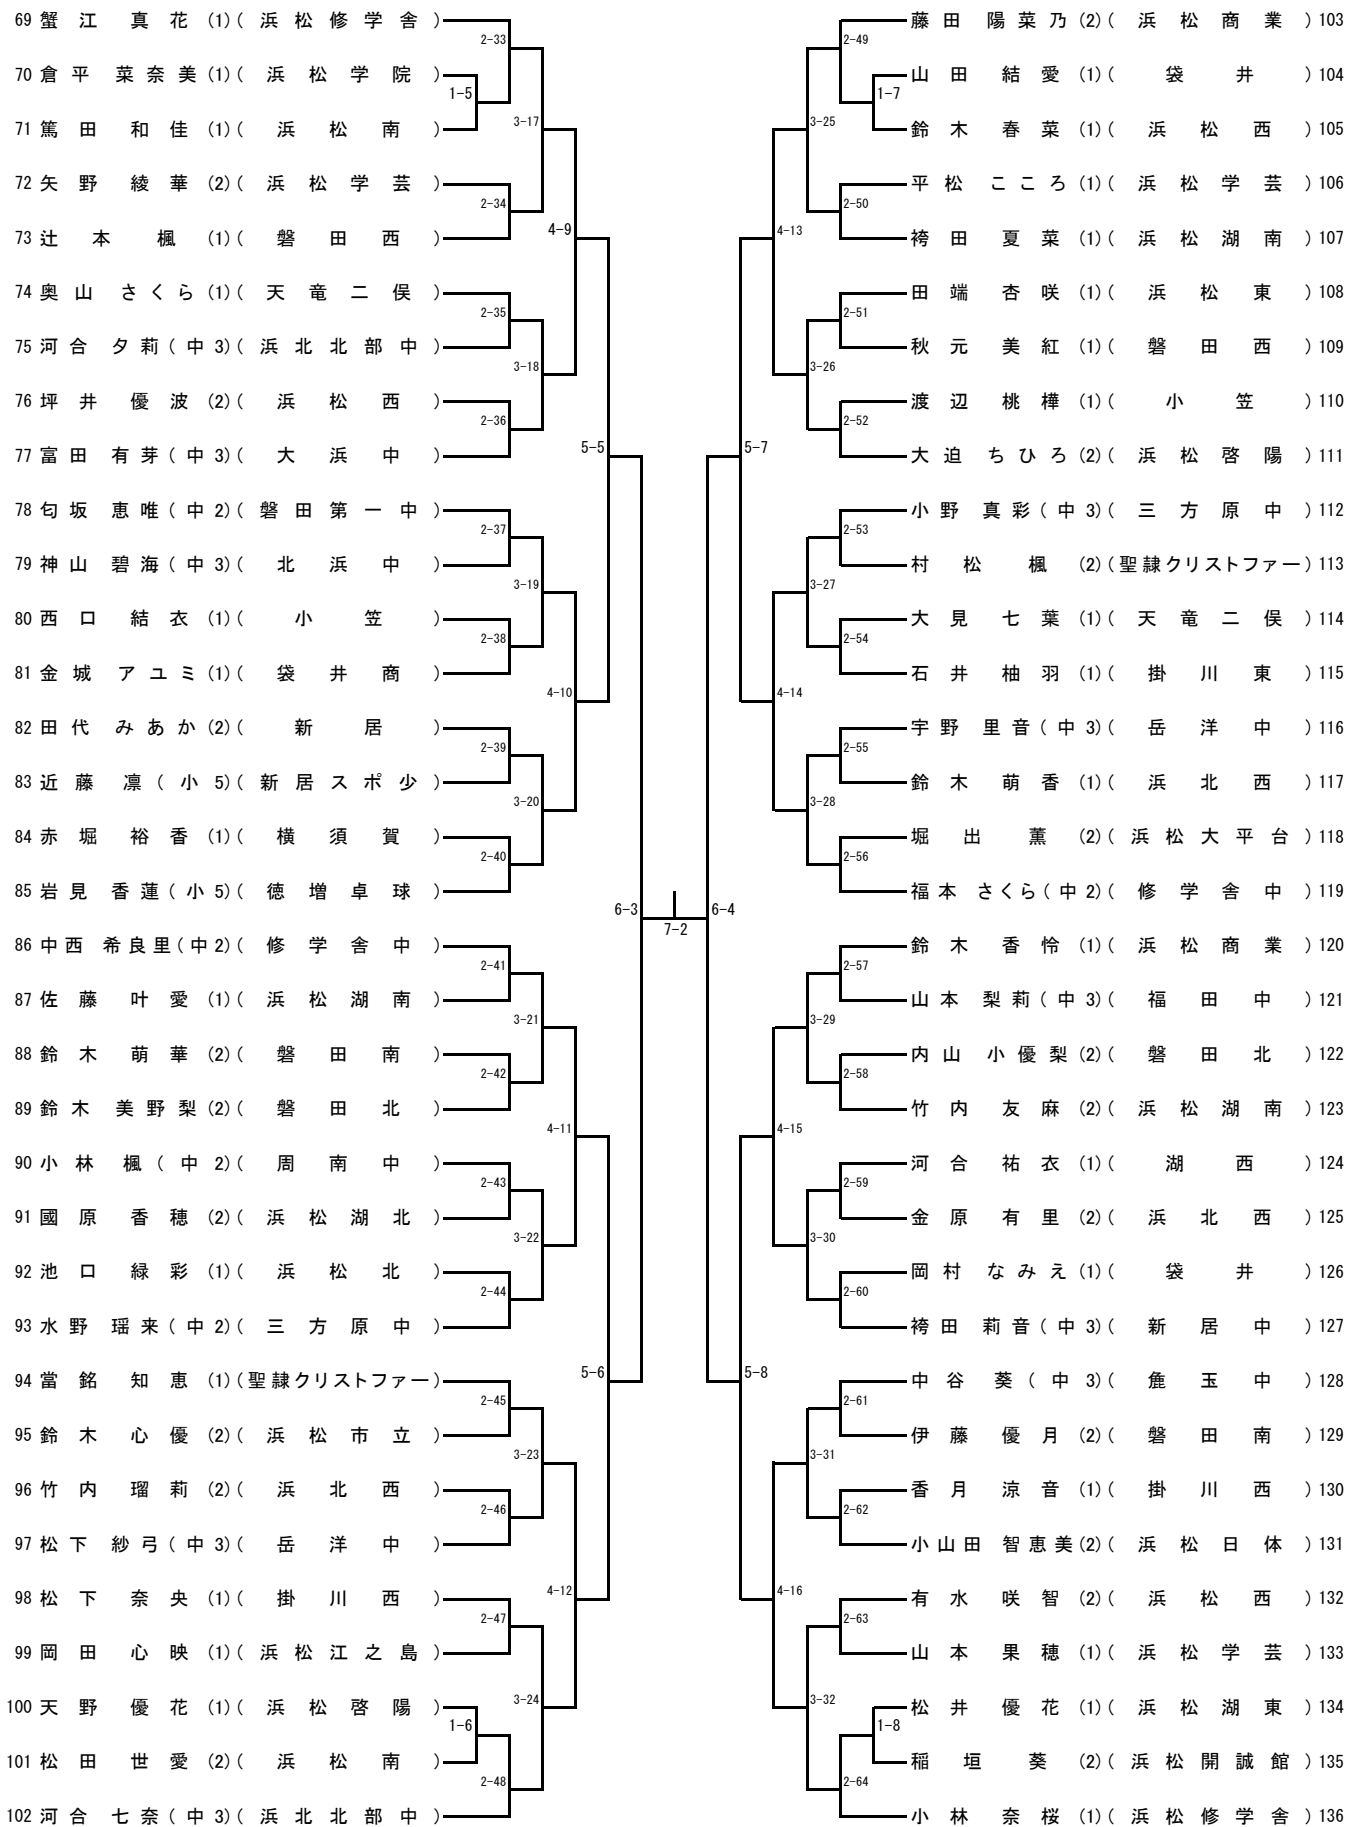 69 蟹江 真花 (1) ( 浜松修学舎 )
2-33
70 倉平 菜奈美 (1) ( 浜松学院 )
1-5
3-17
71 篤田 和佳 (1) ( 浜松南 )
72 矢野 綾華 (2) ( 浜松学芸 )
2-34
4-9
73 辻本 楓 (1) ( 磐田西 )
74 奥山 さくら (1) ( 天竜二俣 )
2-35
75 河合 夕莉 (中3) ( 浜北北部中 )
3-18
76 坪井 優波 (2) ( 浜松西 )
2-36
5-5
77 富田 有芽 (中3) ( 大浜中 )
78 匂坂 恵唯 (中2) ( 磐田第一中 )
2-37
79 神山 碧海 (中3) ( 北浜中 )
3-19
80 西口 結衣 (1) ( 小笠 )
2-38
81 金城 アユミ (1) ( 袋井商 )
4-10
82 田代 みあか (2) ( 新居 )
2-39
83 近藤 凛 (小5) ( 新居スポ少 )
3-20
84 赤堀 裕香 (1) ( 横須賀 )
2-40
85 岩見 香蓮 (小5) ( 徳増卓球 )
6-3
86 中西 希良里 (中2) ( 修学舎中 )
2-41
87 佐藤 叶愛 (1) ( 浜松湖南 )
3-21
88 鈴木 萌華 (2) ( 磐田南 )
2-42
89 鈴木 美野梨 (2) ( 磐田北 )
4-11
90 小林 楓 (中2) ( 周南中 )
2-43
91 國原 香穂 (2) ( 浜松湖北 )
3-22
92 池口 緑彩 (1) ( 浜松北 )
2-44
93 水野 瑶来 (中2) ( 三方原中 )
5-6
94 當銘 知恵 (1) (聖隷クリストファー)
2-45
95 鈴木 心優 (2) ( 浜松市立 )
3-23
96 竹内 瑠莉 (2) ( 浜北西 )
2-46
97 松下 紗弓 (中3) ( 岳洋中 )
4-12
98 松下 奈央 (1) ( 掛川西 )
2-47
99 岡田 心映 (1) ( 浜松江之島 )
3-24
100 天野 優花 (1) ( 浜松啓陽 )
1-6
101 松田 世愛 (2) ( 浜松南 )
2-48
102 河合 七奈 (中3) ( 浜北北部中 )
7-2
藤田 陽菜乃 (2) ( 浜松商業 ) 103
2-49
山田 結愛 (1) ( 袋井 ) 104
1-7
3-25
鈴木 春菜 (1) ( 浜松西 ) 105
平松 こころ (1) ( 浜松学芸 ) 106
2-50
4-13
袴田 夏菜 (1) ( 浜松湖南 ) 107
田端 杏咲 (1) ( 浜松東 ) 108
2-51
秋元 美紅 (1) ( 磐田西 ) 109
3-26
渡辺 桃樺 (1) ( 小笠 ) 110
2-52
5-7
大迫 ちひろ (2) ( 浜松啓陽 ) 111
小野 真彩 (中3) ( 三方原中 ) 112
2-53
村松 楓 (2) (聖隷クリストファー) 113
3-27
大見 七葉 (1) ( 天竜二俣 ) 114
2-54
石井 柚羽 (1) ( 掛川東 ) 115
4-14
宇野 里音 (中3) ( 岳洋中 ) 116
2-55
鈴木 萌香 (1) ( 浜北西 ) 117
3-28
堀出 薫 (2) ( 浜松大平台 ) 118
2-56
福本 さくら (中2) ( 修学舎中 ) 119
6-4
鈴木 香怜 (1) ( 浜松商業 ) 120
2-57
山本 梨莉 (中3) ( 福田中 ) 121
3-29
内山 小優梨 (2) ( 磐田北 ) 122
2-58
竹内 友麻 (2) ( 浜松湖南 ) 123
4-15
河合 祐衣 (1) ( 湖西 ) 124
2-59
金原 有里 (2) ( 浜北西 ) 125
3-30
岡村 なみえ (1) ( 袋井 ) 126
2-60
袴田 莉音 (中3) ( 新居中 ) 127
5-8
中谷 葵 (中3) ( 麁玉中 ) 128
2-61
伊藤 優月 (2) ( 磐田南 ) 129
3-31
香月 涼音 (1) ( 掛川西 ) 130
2-62
小山田 智恵美 (2) ( 浜松日体 ) 131
4-16
有水 咲智 (2) ( 浜松西 ) 132
2-63
山本 果穂 (1) ( 浜松学芸 ) 133
3-32
松井 優花 (1) ( 浜松湖東 ) 134
1-8
稲垣 葵 (2) ( 浜松開誠館 ) 135
2-64
小林 奈桜 (1) ( 浜松修学舎 ) 136